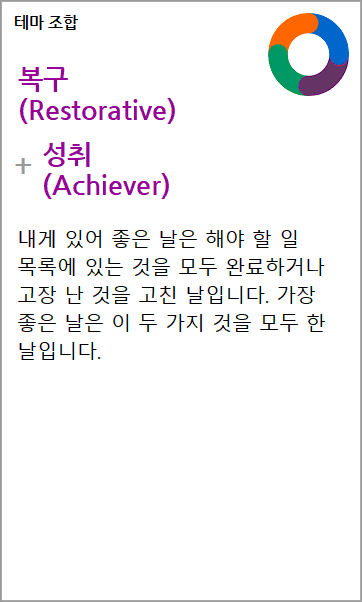 테마 조합
복구
(Restorative)
+ 성취
(Achiever)
내게 있어 좋은 날은 해야 할 일
목록에 있는 것을 모두 완료하거나
고장 난 것을 고친 날입니다. 가장
좋은 날은 이 두 가지 것을 모두 한
날입니다.